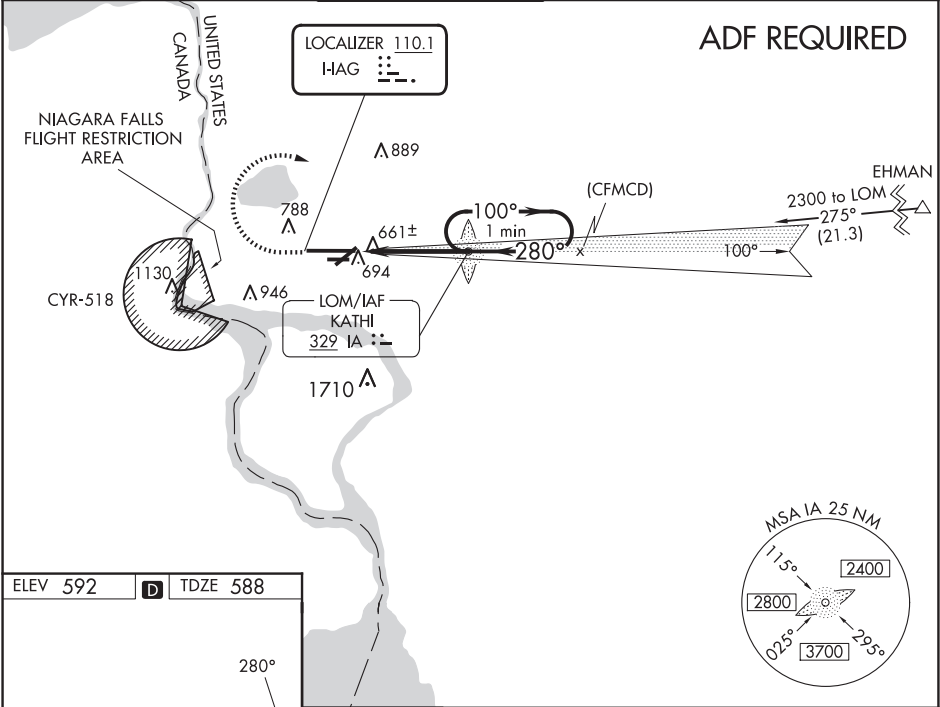 ADF REQUIRED
UNITED STATES
CANADA
LOCALIZER 110.1
I-IAG
NIAGARA FALLS
FLIGHT RESTRICTION
AREA
889
EHMAN
(CFMCD)
2300 to LOM
275°
(21.3)
788
100°
1 min
661±
280°
x
100°
694
1130
CYR-518
946
LOM/IAF
KATHI
329 IA
1710
MSA IA 25 NM
115°
2400
2800
025°
295°
3700
ELEV 592
D
TDZE 588
280°